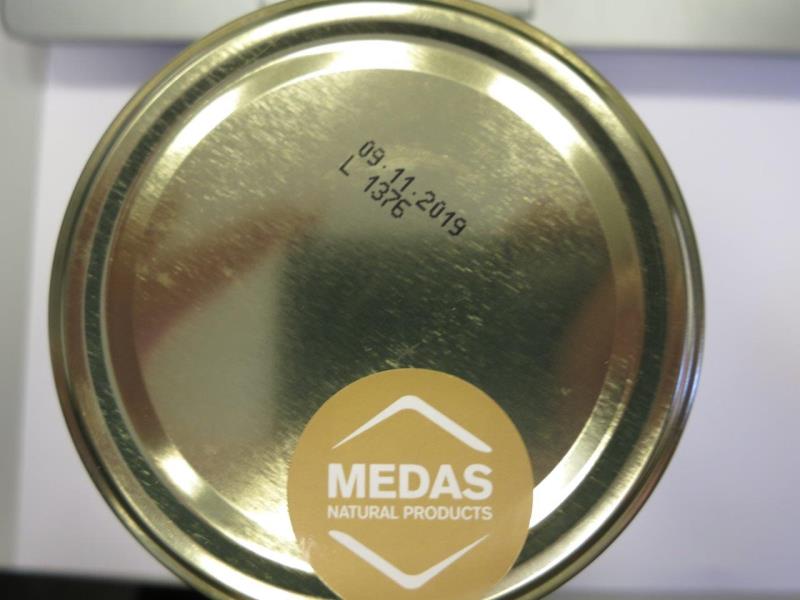 09.11.2019
L 1376
MEDAS
NATURAL PRODUCTS